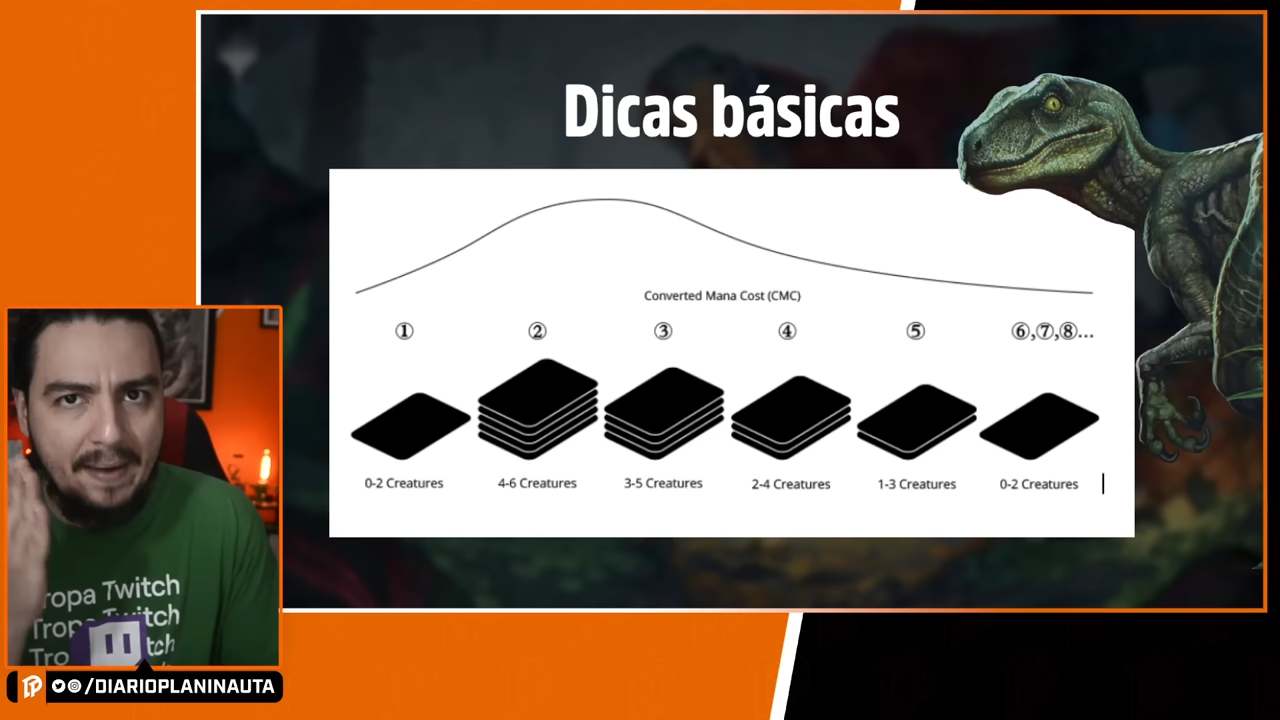 Dicas básicas
Converted Mana Cost (CMC)
① ② ③ ④ ⑤ ⑥,⑦,⑧...
0-2 Creatures 4-6 Creatures 3-5 Creatures 2-4 Creatures 1-3 Creatures 0-2 Creatures
Tropa Twitch
Tropa Twitch
/DIARIOPLANINAUTA